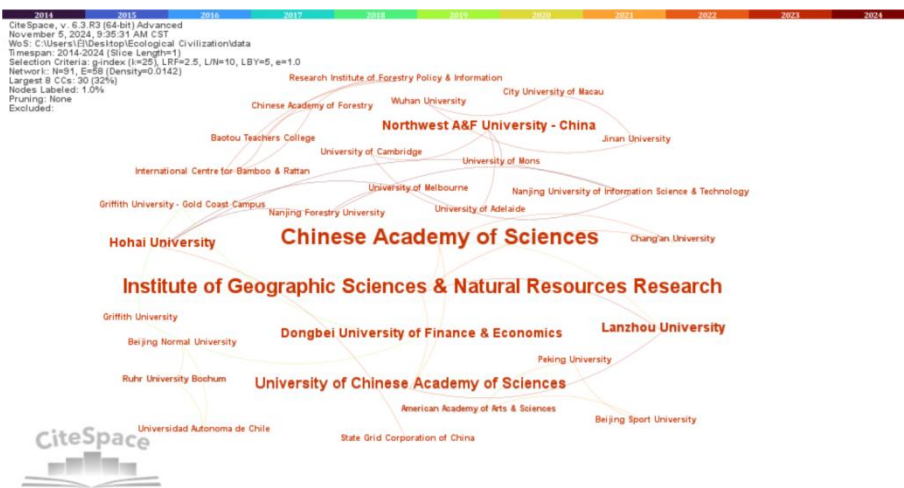 2014 2015 2016 2017 2018 2019 2020 2021 2022 2023 2024
CiteSpace, v. 6.3.R3 (64-bit) Advanced
November 5, 2024, 9:35:31 AM CST
WoS: C:\Users\闫\Desktop\Ecological Civilization\data
Timespan: 2014-2024 (Slice Length=1)
Selection Criteria: g-index (k=25), LRF=2.5, L/N=10, LBY=5, e=1.0
Network: N=91, E=58 (Density=0.0142)
Largest 8 CCs: 30 (32%)
Nodes Labeled: 1.0%
Pruning: None
Excluded:
Research Institute of Forestry Policy & Information
City University of Macau
Chinese Academy of Forestry
Wuhan University
Northwest A&F University - China
Baotou Teachers College
Jinan University
University of Cambridge
University of Mons
International Centre for Bamboo & Rattan
University of Melbourne
Nanjing University of Information Science & Technology
Griffith University - Gold Coast Campus
Nanjing Forestry University
University of Adelaide
Hohai University
Chinese Academy of Sciences
Chang'an University
Institute of Geographic Sciences & Natural Resources Research
Griffith University
Dongbei University of Finance & Economics
Lanzhou University
Beijing Normal University
Peking University
Ruhr University Bochum
University of Chinese Academy of Sciences
American Academy of Arts & Sciences
Beijing Sport University
Universidad Autonoma de Chile
State Grid Corporation of China
CiteSpace